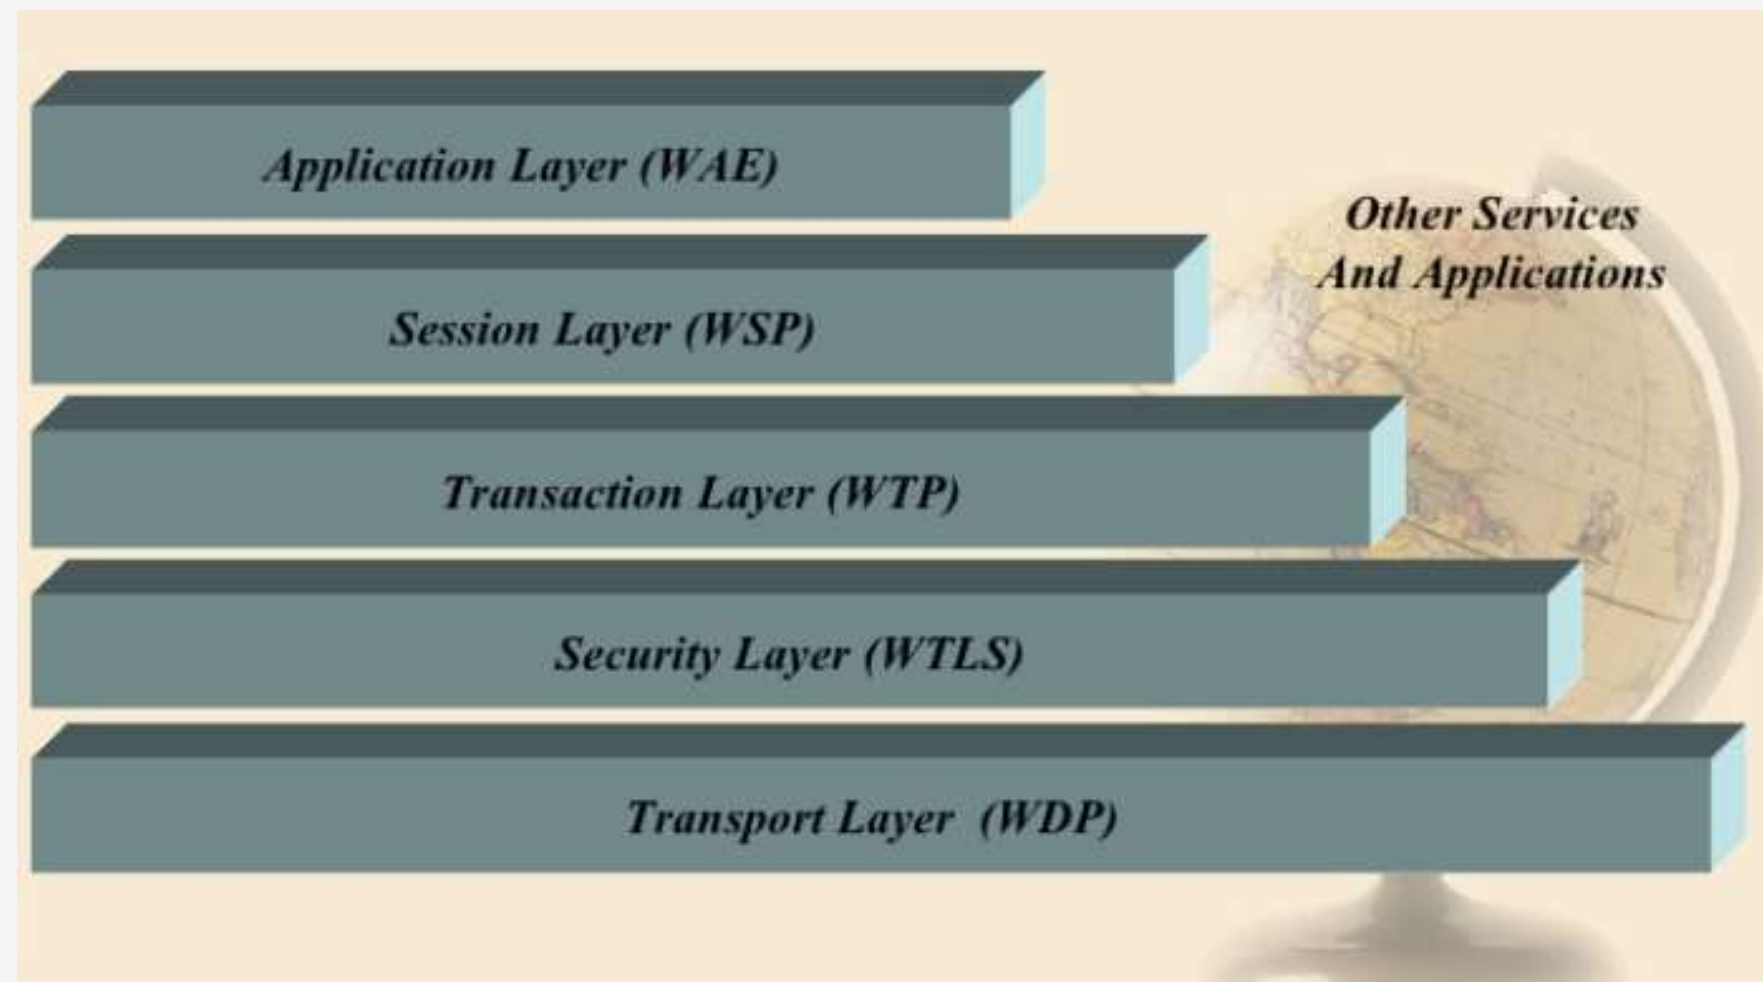 Application Layer (WAE)
Other Services
And Applications
Session Layer (WSP)
Transaction Layer (WTP)
Security Layer (WTLS)
Transport Layer  (WDP)